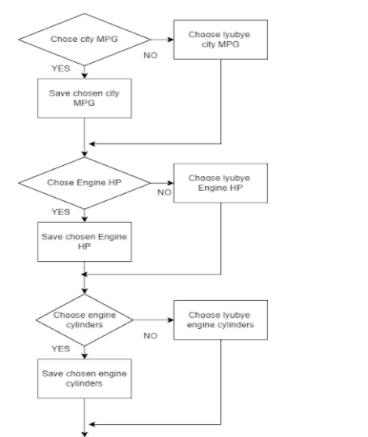 Chose city MPG
NO
Choose lyubye
city MPG
YES
Save chosen city
MPG
Chose Engine HP
NO
Choose lyubye
Engine HP
YES
Save chosen Engine
HP
Choose engine
cylinders
NO
Choose lyubye
engine cylinders
YES
Save chosen engine
cylinders